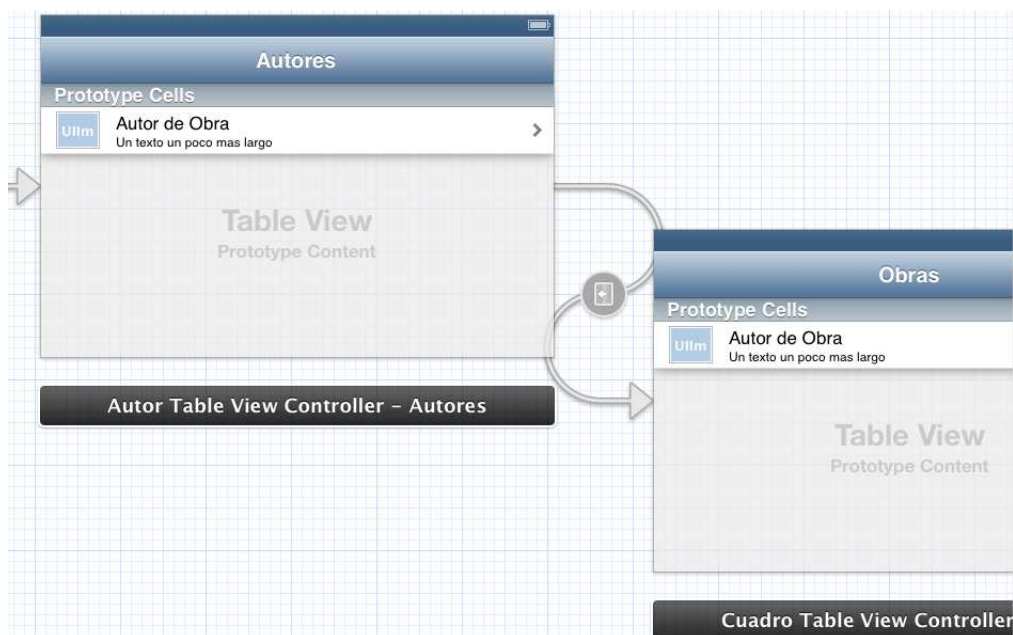 Autores
Prototype Cells
UIIm
Autor de Obra
Un texto un poco mas largo
Table View
Prototype Content
Autor Table View Controller – Autores
Obras
Prototype Cells
UIIm
Autor de Obra
Un texto un poco mas largo
Table View
Prototype Content
Cuadro Table View Controller